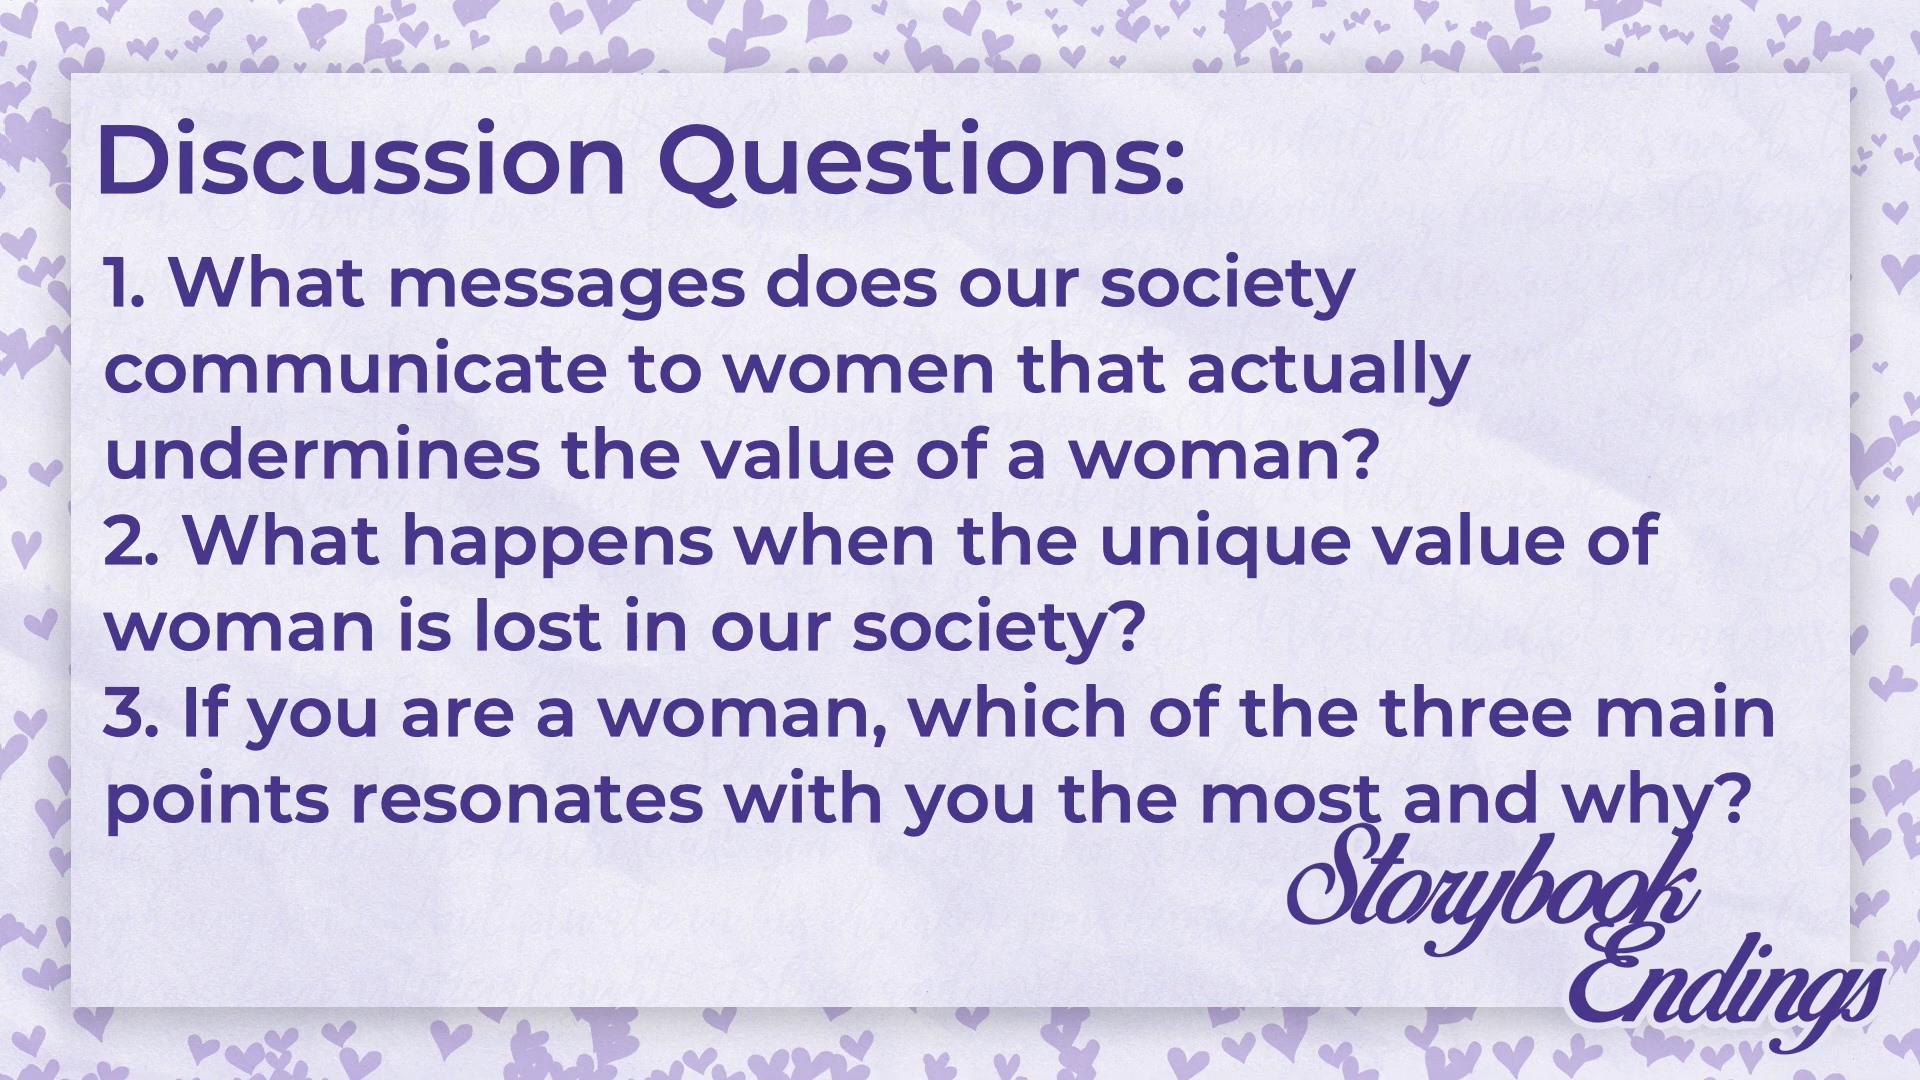 Discussion Questions:
1. What messages does our society
communicate to women that actually
undermines the value of a woman?
2. What happens when the unique value of
woman is lost in our society?
3. If you are a woman, which of the three main
points resonates with you the most and why?
Storybook
Endings